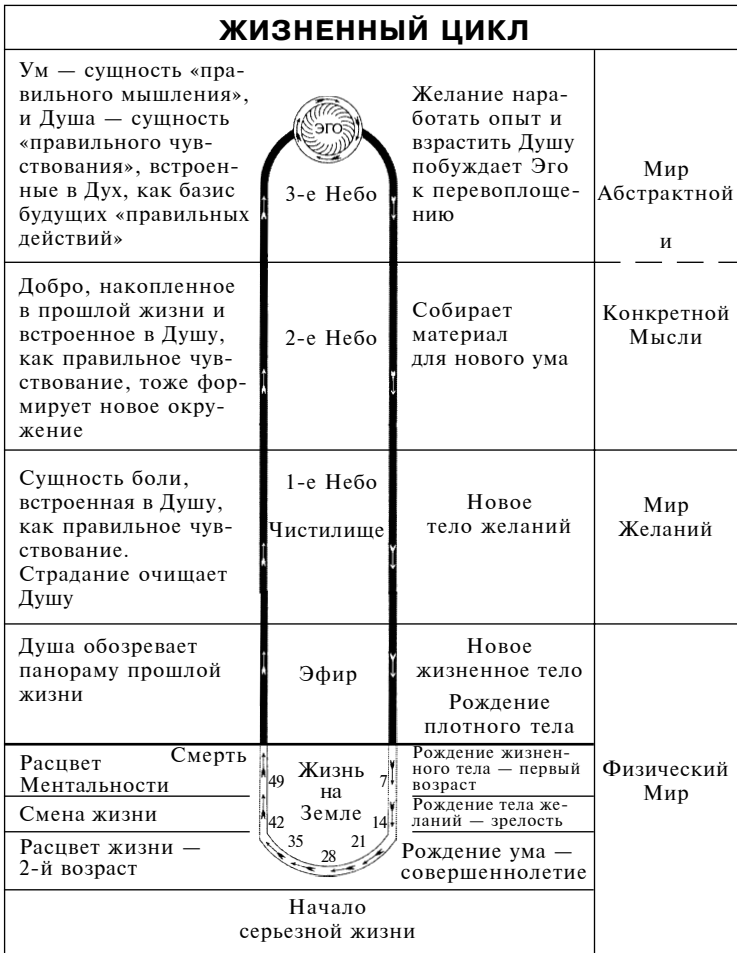 ЖИЗНЕННЫЙ ЦИКЛ
Ум — сущность «пра-
вильного мышления»,
и Душа — сущность
«правильного чув-
ствования», встроен-
ные в Дух, как базис
будущих «правильных
действий»
ЭГО
3-е Небо
Желание нара-
ботать опыт и
взрастить Душу
побуждает Эго
к перевоплоще-
нию
Мир
Абстрактной
и
Добро, накопленное
в прошлой жизни и
встроенное в Душу,
как правильное чув-
ствование, тоже фор-
мирует новое окру-
жение
2-е Небо
Собирает
материал
для нового ума
Конкретной
Мысли
Сущность боли,
встроенная в Душу,
как правильное чув-
ствование.
Страдание очищает
Душу
1-е Небо
Чистилище
Новое
тело желаний
Мир
Желаний
Душа обозревает
панораму прошлой
жизни
Эфир
Новое
жизненное тело
Рождение
плотного тела
Физический
Мир
Смерть
Расцвет
Ментальности
49
Жизнь
на
Земле
7
Рождение жизнен-
ного тела — первый
возраст
Смена жизни
42
14
Рождение тела же-
ланий — зрелость
Расцвет жизни —
2-й возраст
35
28
21
Рождение ума —
совершеннолетие
Начало
серьезной жизни